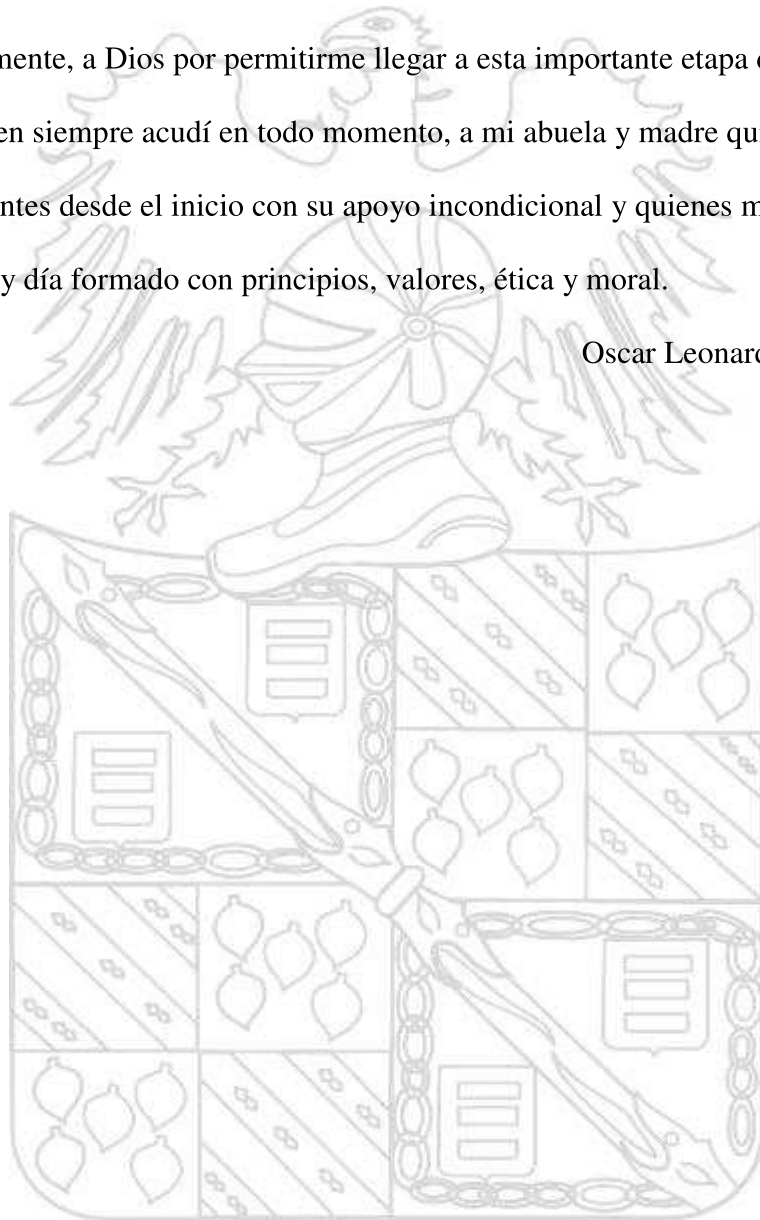 mente, a Dios por permitirme llegar a esta importante etapa
en siempre acudí en todo momento, a mi abuela y madre qu
ntes desde el inicio con su apoyo incondicional y quienes m
y día formado con principios, valores, ética y moral.
Oscar Leonard